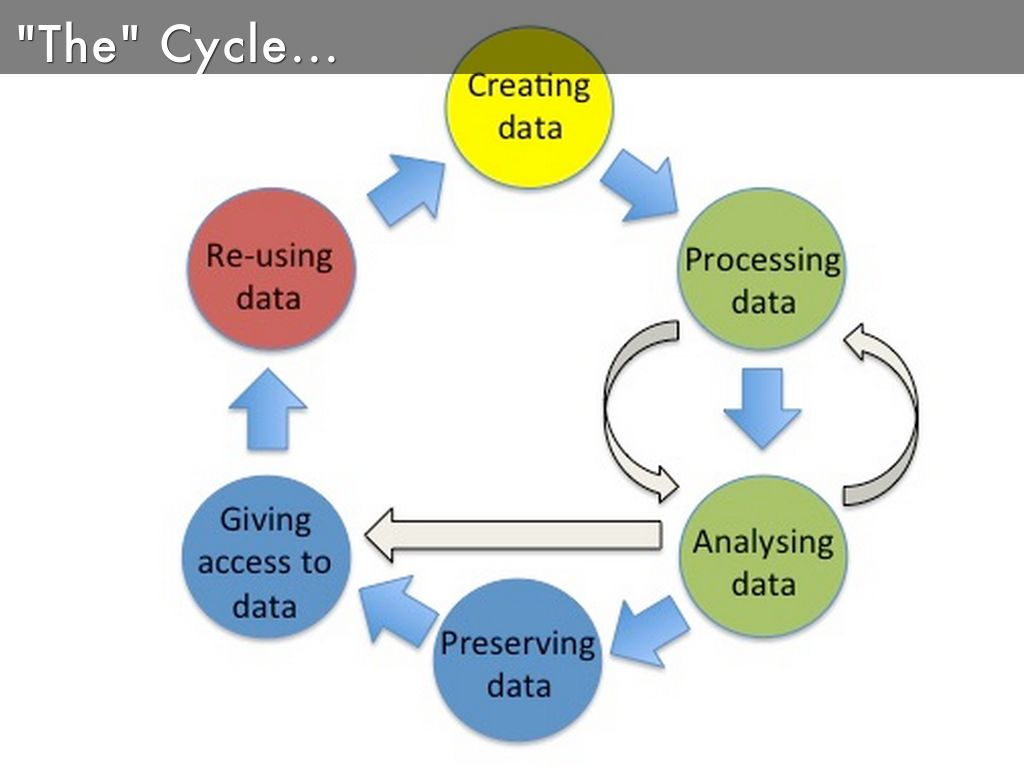 "The" Cycle...
Creating
data
Processing
data
Analysing
data
Preserving
data
Giving
access to
data
Re-using
data